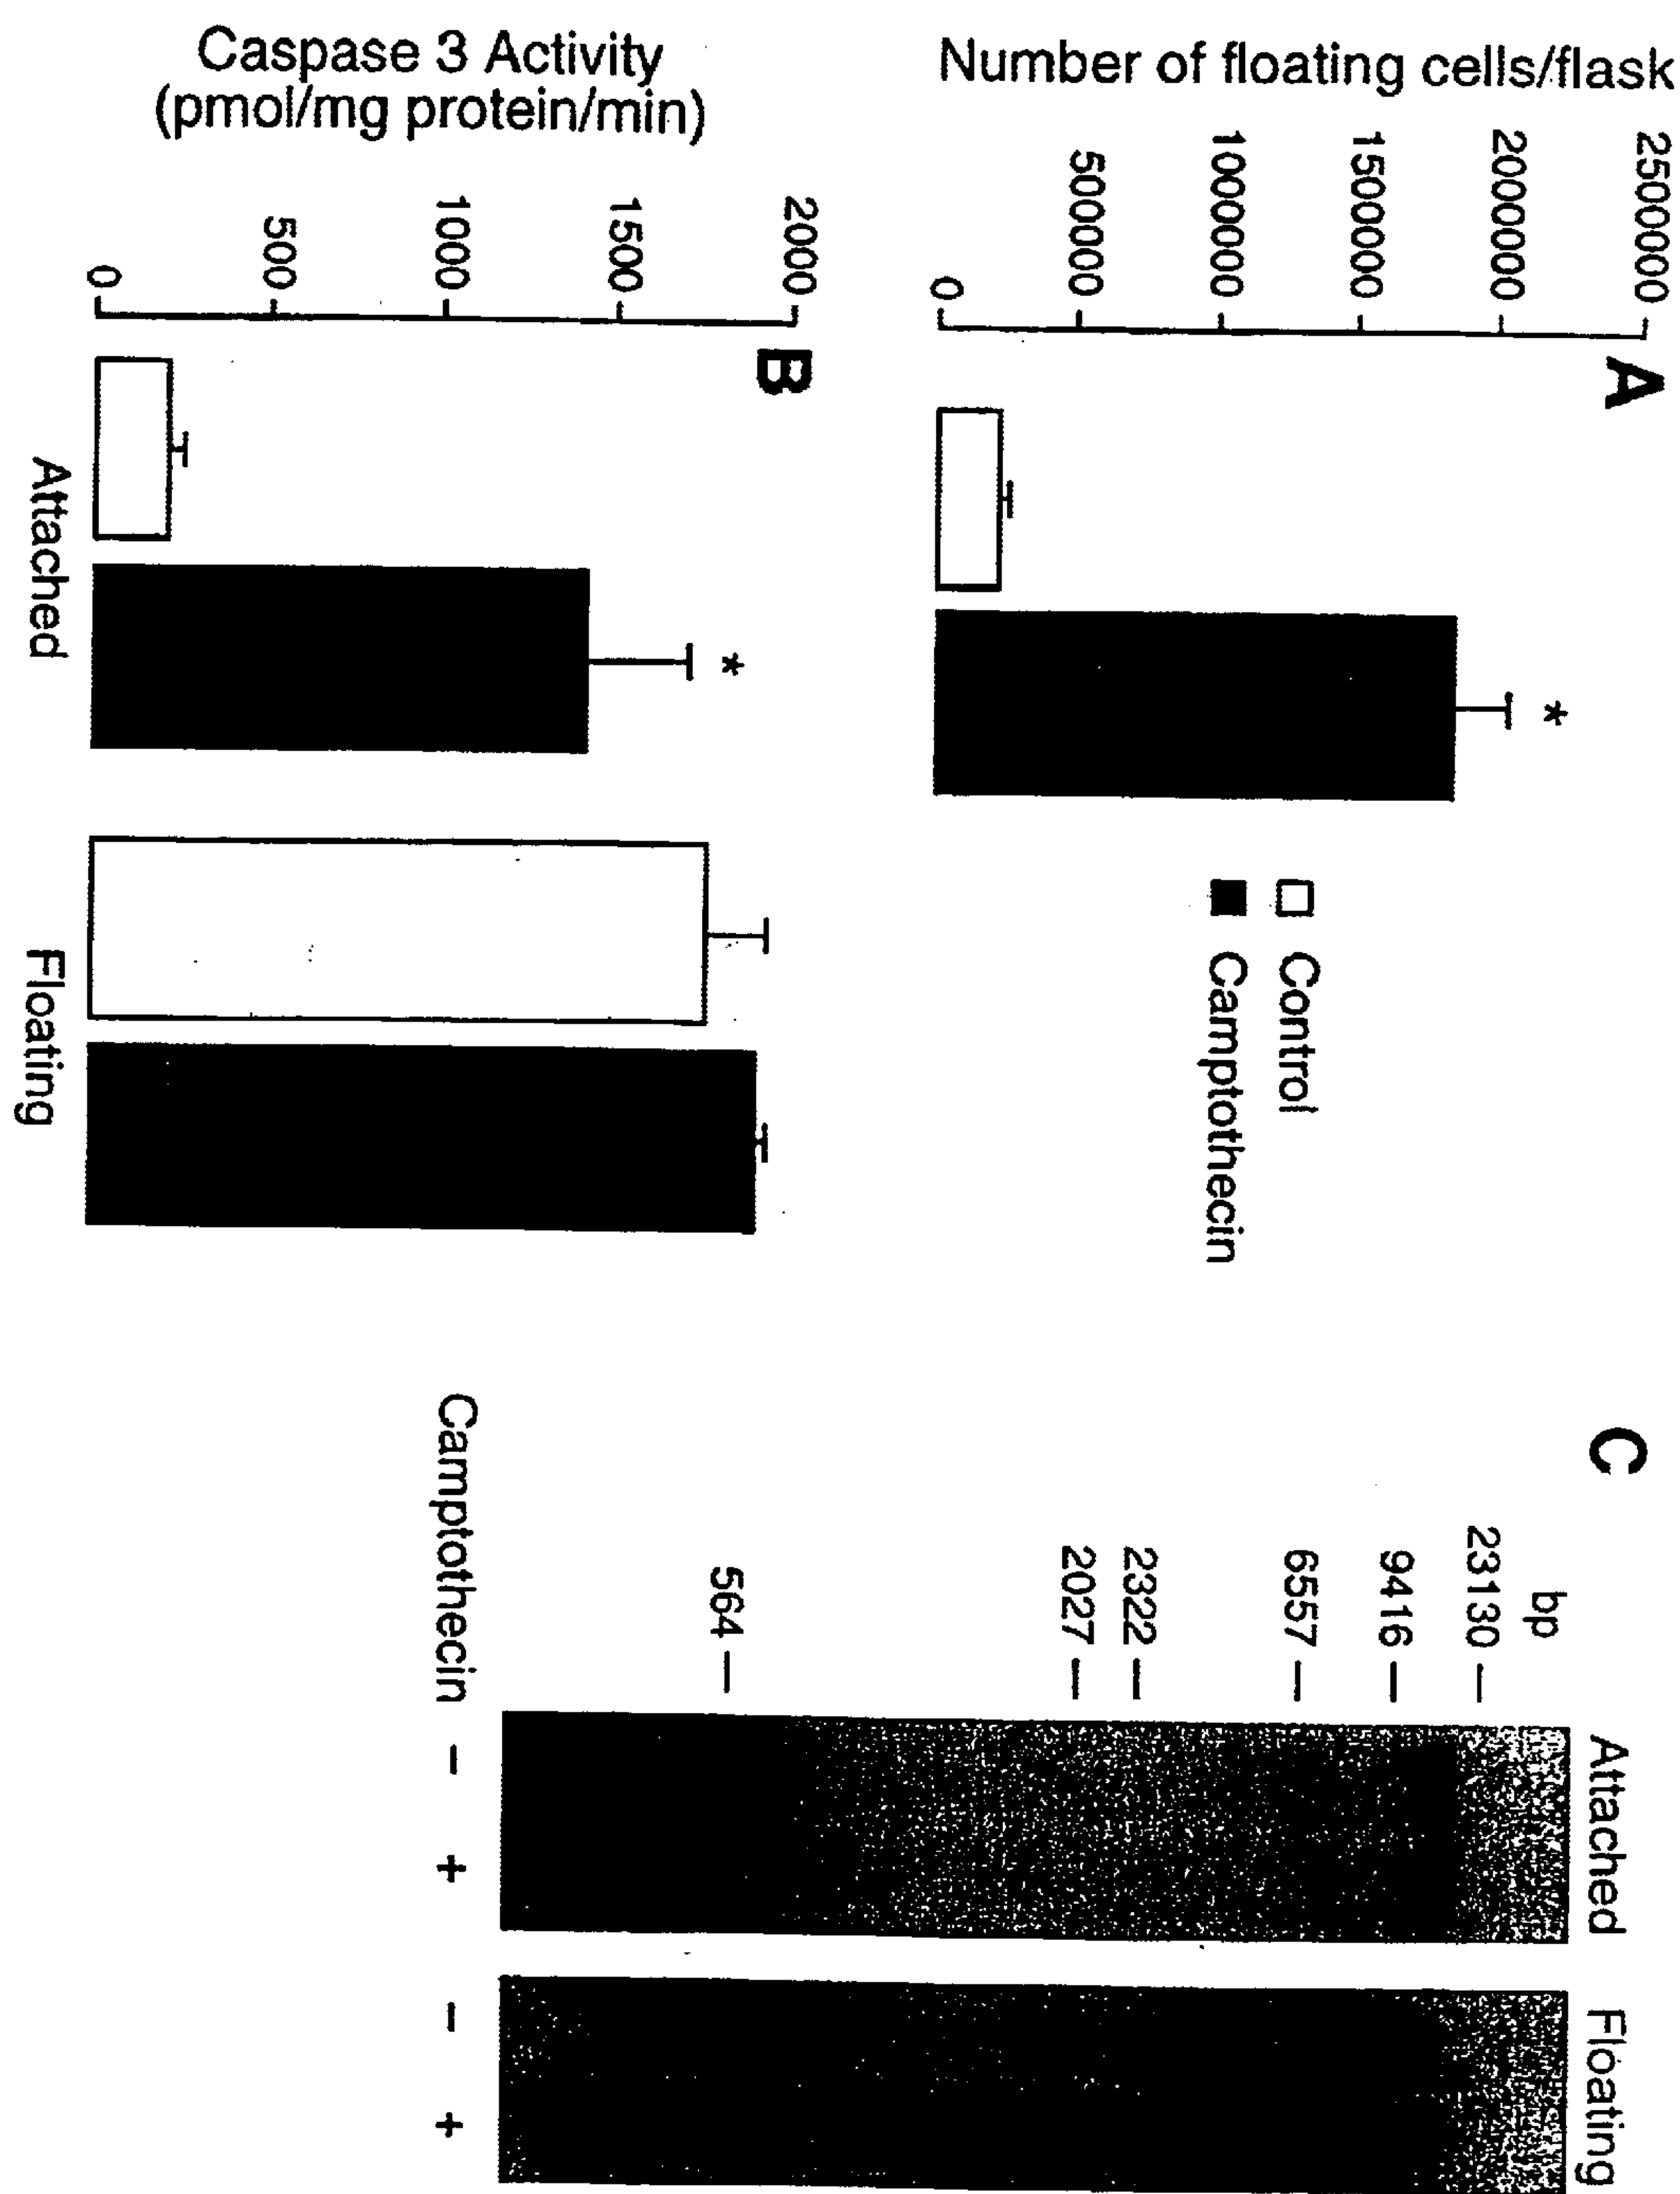 A
Number of floating cells/flask
2500000
2000000
1500000
1000000
500000
0
*
Control
Camptothecin
B
Caspase 3 Activity
(pmol/mg protein/min)
2000
1500
1000
500
0
*
Attached Floating
C
Attached Floating
bp
23130
9416
6557
2322
2027
564
Camptothecin − + − +